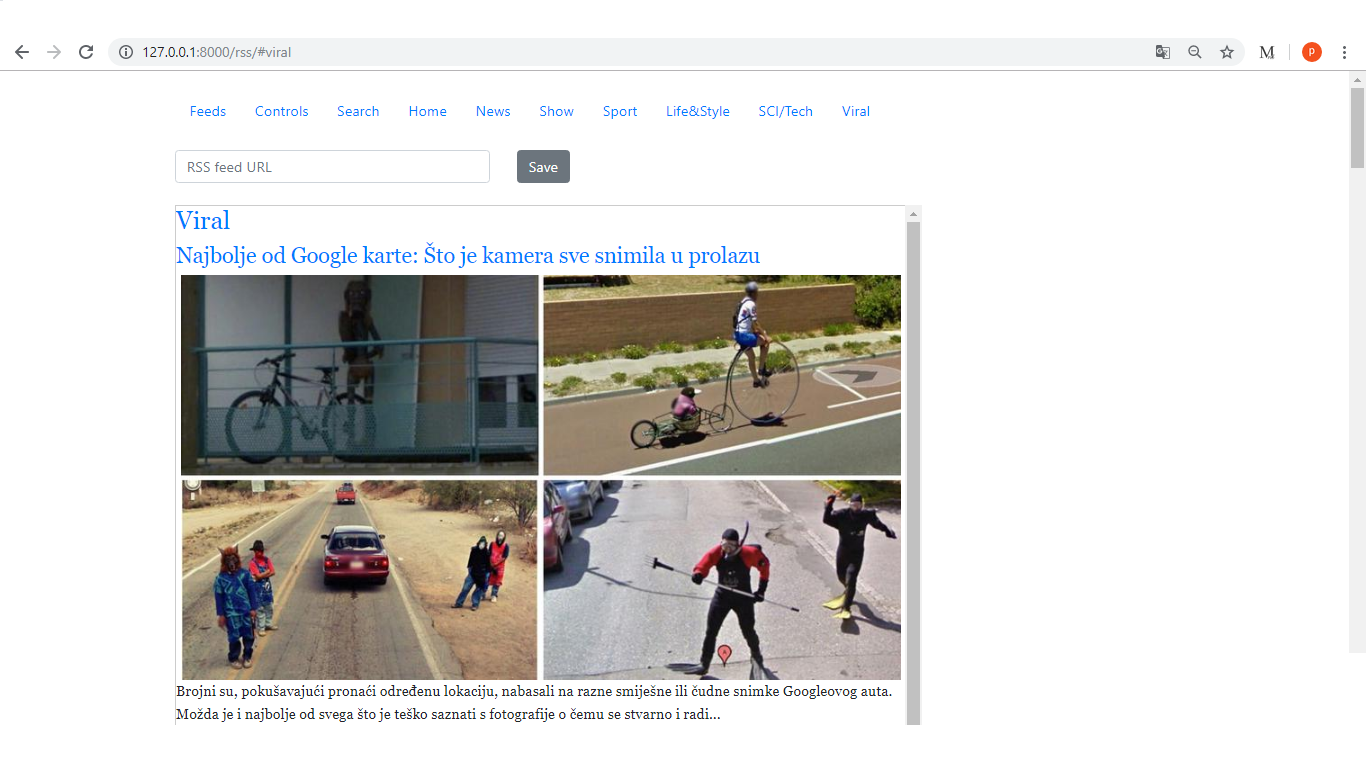 127.0.0.1:8000/rss/#viral
M
P
Feeds Controls Search Home News Show Sport Life&Style SCI/Tech Viral
RSS feed URL
Save
Viral
Najbolje od Google karte: Što je kamera sve snimila u prolazu
Brojni su, pokušavajući pronaći određenu lokaciju, nabasali na razne smiješne ili čudne snimke Googleovog auta.
Možda je i najbolje od svega što je teško saznati s fotografije o čemu se stvarno i radi...